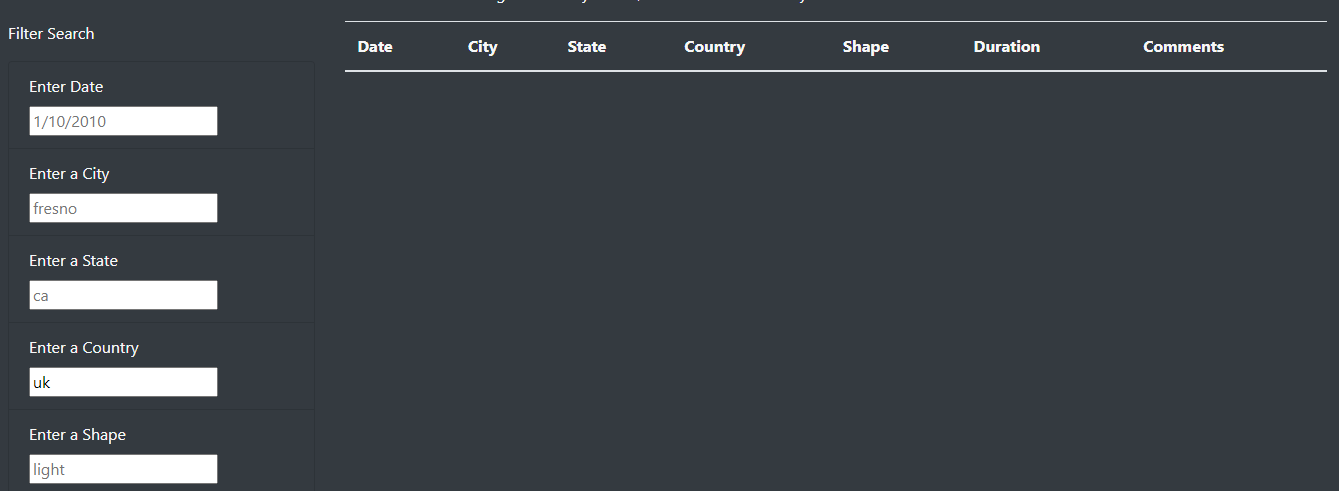 Filter Search
Date City State Country Shape Duration Comments
Enter Date
1/10/2010
Enter a City
fresno
Enter a State
ca
Enter a Country
uk
Enter a Shape
light